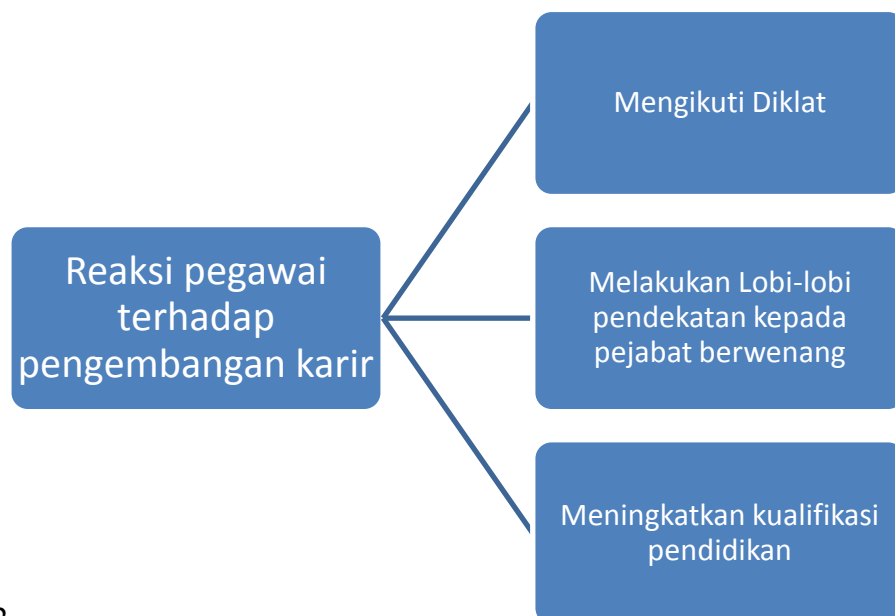 Reaksi pegawai
terhadap
pengembangan karir
Mengikuti Diklat
Melakukan Lobi-lobi
pendekatan kepada
pejabat berwenang
Meningkatkan kualifikasi
pendidikan